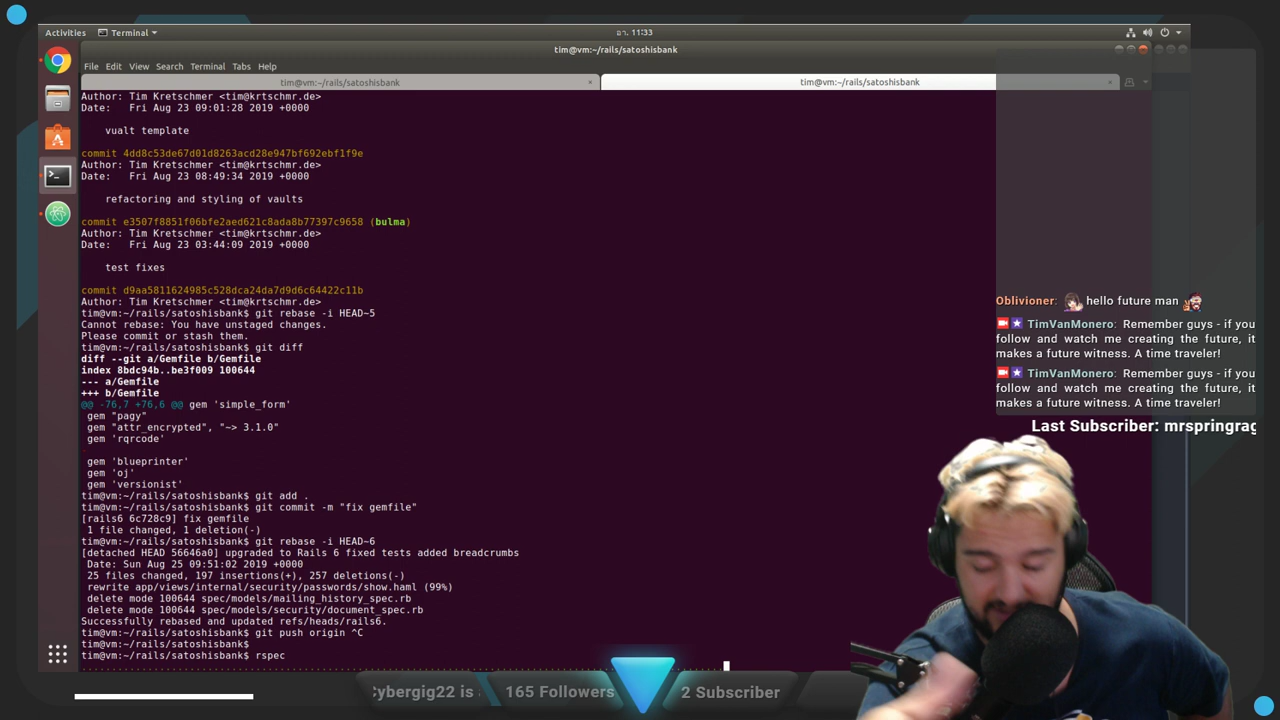 Activities
Terminal
อา. 11:33
tim@vm:~/rails/satoshisbank
File Edit View Search Terminal Tabs Help
tim@vm:~/rails/satoshisbank
tim@vm:~/rails/satoshisbank
Author: Tim Kretschmer <tim@krtschmr.de>
Date:   Fri Aug 23 09:01:28 2019 +0000
vualt template
commit 4dd8c53de67d01d8263acd28e947bf692ebf1f9e
Author: Tim Kretschmer <tim@krtschmr.de>
Date:   Fri Aug 23 08:49:34 2019 +0000
refactoring and styling of vaults
commit e3507f8851f06bfe2aed621c8ada8b77397c9658 (bulma)
Author: Tim Kretschmer <tim@krtschmr.de>
Date:   Fri Aug 23 03:44:09 2019 +0000
test fixes
commit d9aa5811624985c528dca24da7d9d6c64422c11b
Author: Tim Kretschmer <tim@krtschmr.de>
tim@vm:~/rails/satoshisbank$ git rebase -i HEAD~5
Cannot rebase: You have unstaged changes.
Please commit or stash them.
tim@vm:~/rails/satoshisbank$ git diff
diff --git a/Gemfile b/Gemfile
index 8bdc94b..be3f009 100644
--- a/Gemfile
+++ b/Gemfile
@@ -76,7 +76,6 @@ gem 'simple_form'
gem "pagy"
gem "attr_encrypted", "~> 3.1.0"
gem 'rqrcode'
-
gem 'blueprinter'
gem 'oj'
gem 'versionist'
tim@vm:~/rails/satoshisbank$ git add .
tim@vm:~/rails/satoshisbank$ git commit -m "fix gemfile"
[rails6 6c728c9] fix gemfile
1 file changed, 1 deletion(-)
tim@vm:~/rails/satoshisbank$ git rebase -i HEAD~6
[detached HEAD 56646a0] upgraded to Rails 6 fixed tests added breadcrumbs
Date: Sun Aug 25 09:51:02 2019 +0000
25 files changed, 197 insertions(+), 257 deletions(-)
rewrite app/views/internal/security/passwords/show.haml (99%)
delete mode 100644 spec/models/mailing_history_spec.rb
delete mode 100644 spec/models/security/document_spec.rb
Successfully rebased and updated refs/heads/rails6.
tim@vm:~/rails/satoshisbank$ git push origin ^C
tim@vm:~/rails/satoshisbank$
tim@vm:~/rails/satoshisbank$ rspec
Oblivioner: hello future man
TimVanMonero: Remember guys - if you
follow and watch me creating the future, it
makes a future witness. A time traveler!
TimVanMonero: Remember guys - if you
follow and watch me creating the future, it
makes a future witness. A time traveler!
Last Subscriber: mrspringrag
Cybergig22 is
165 Followers
2 Subscriber